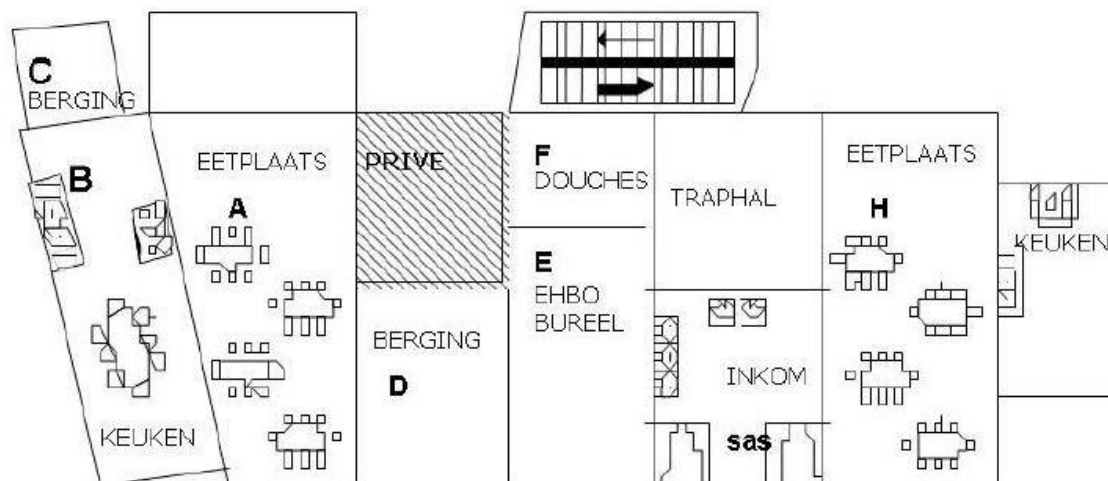 C
BERGING
B
KEUKEN
EETPLAATS
A
PRIVE
BERGING
D
F
DOUCHES
E
EHBO
BUREEL
TRAPHAL
INKOM
sas
EETPLAATS
H
KEUKEN